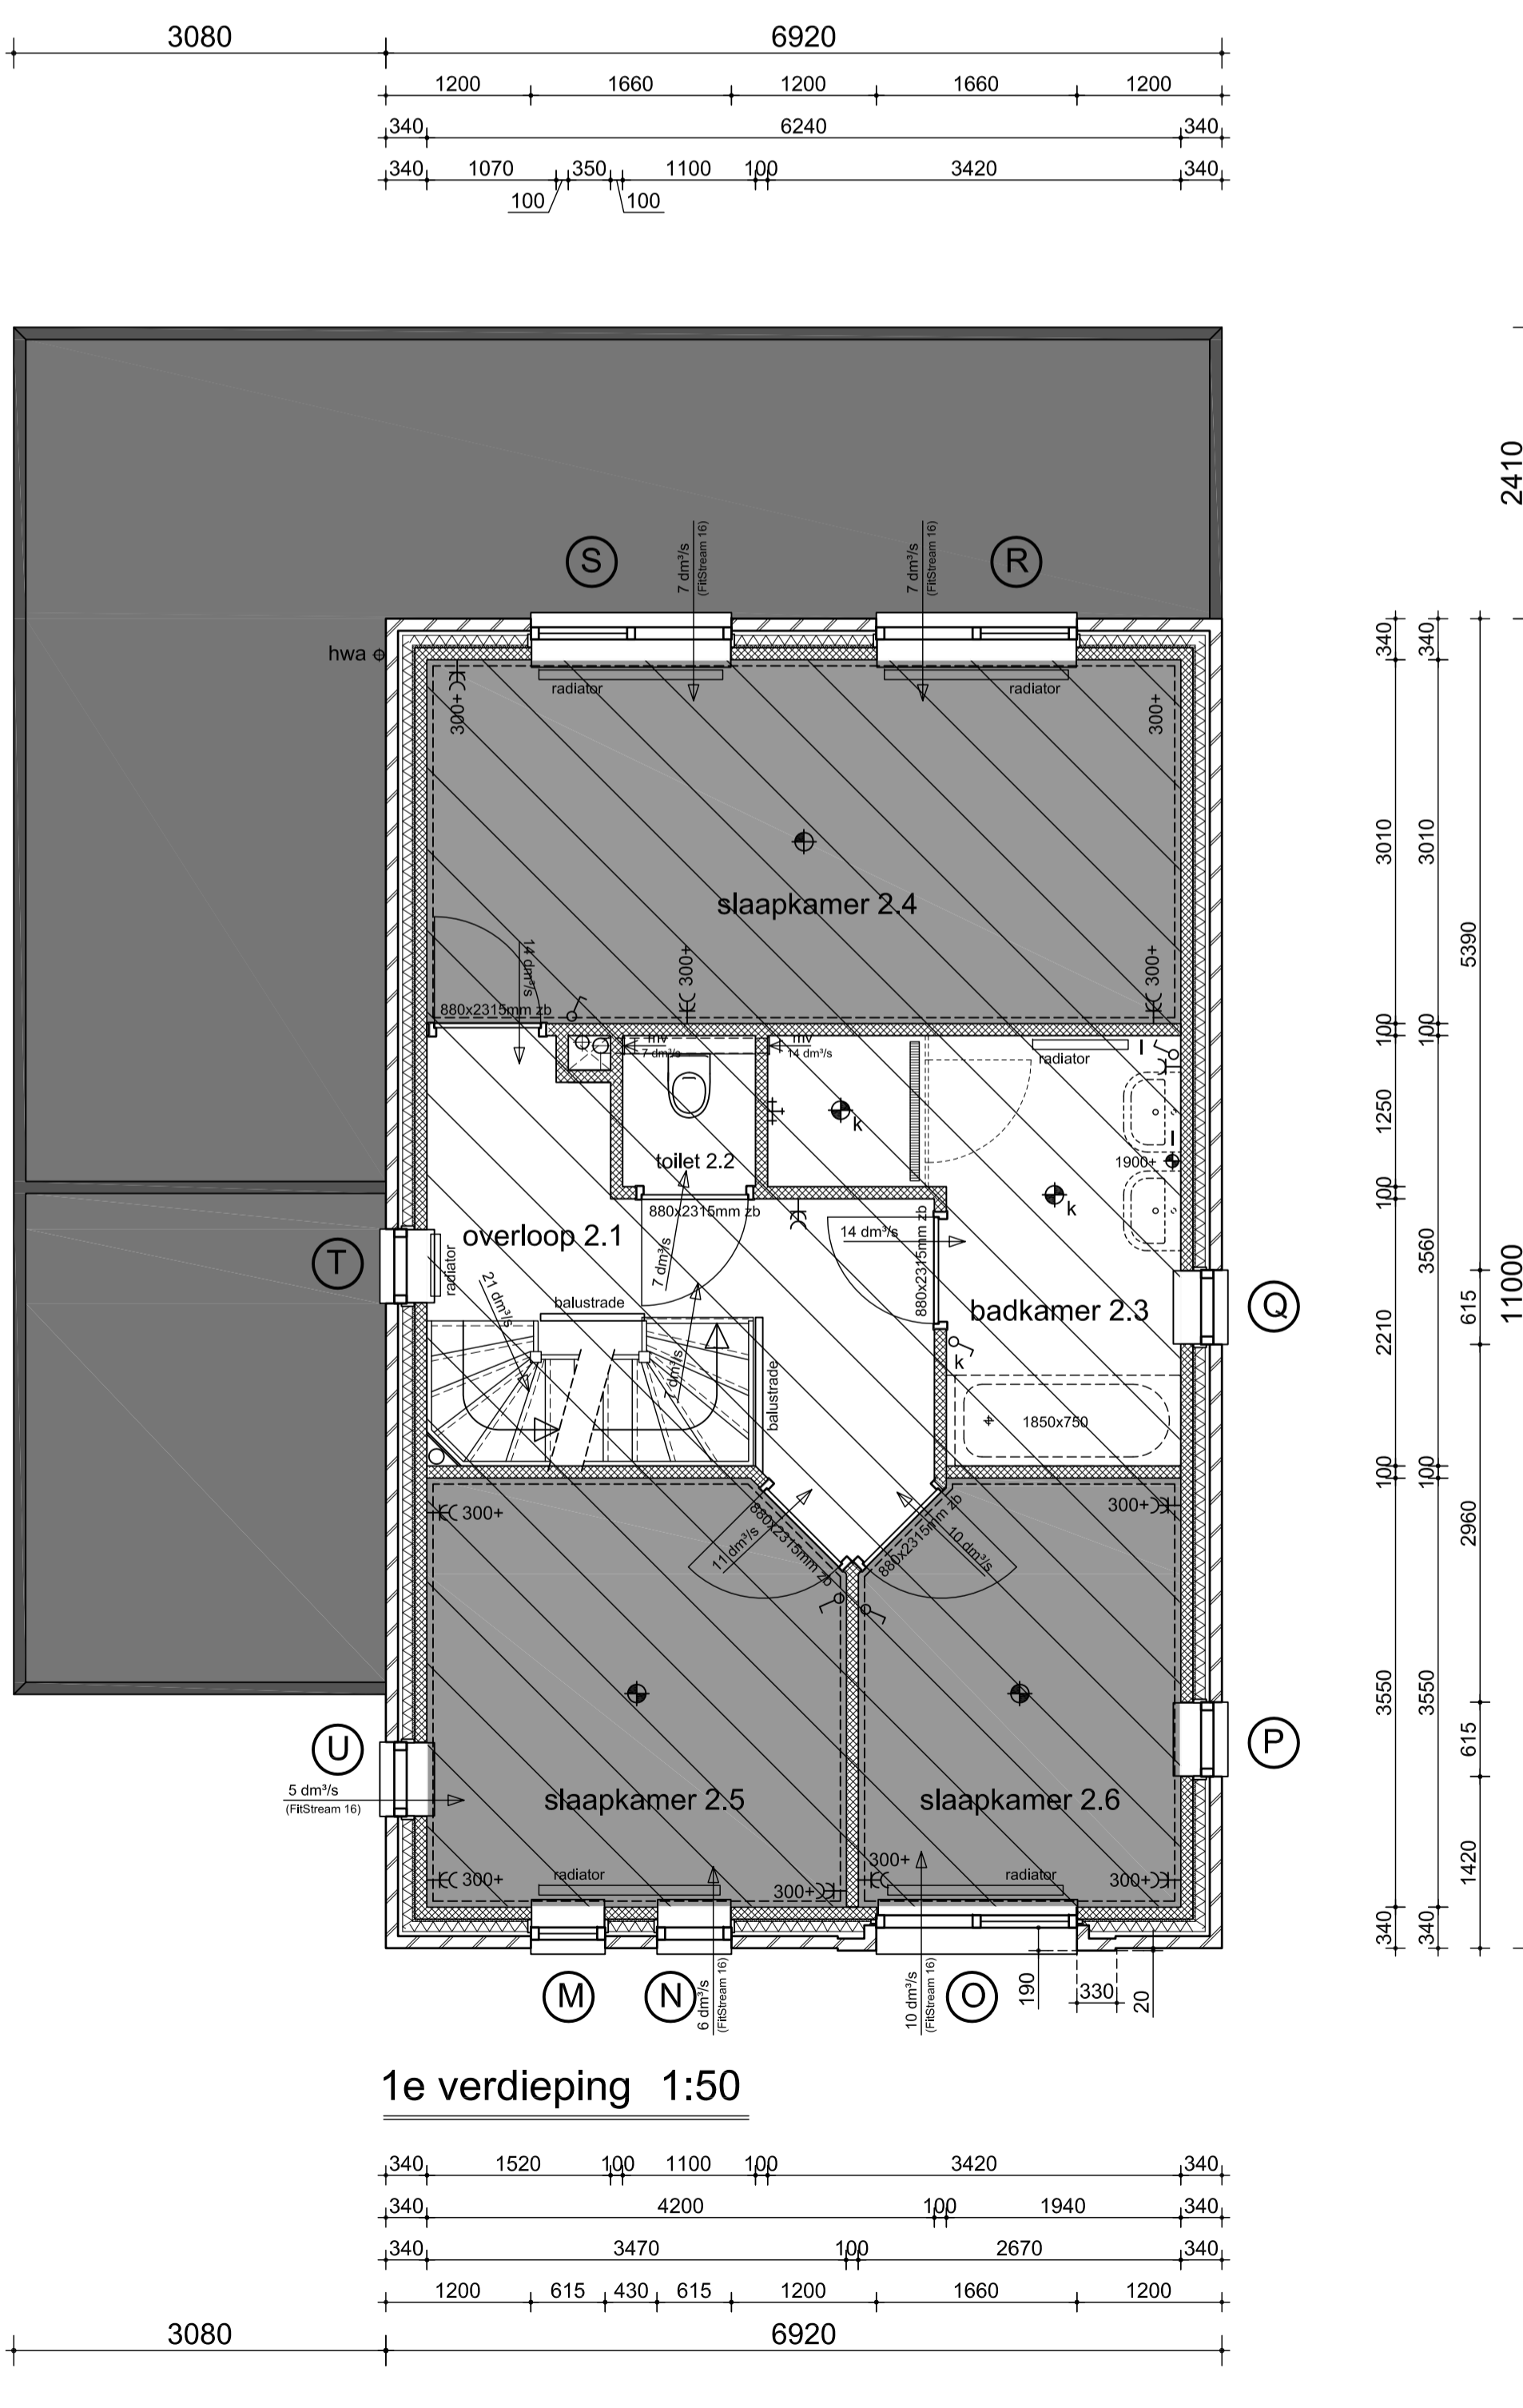 3080 6920
1200 1660 1200 1660 1200
340 6240 340
340 1070 350 1100 100 3420 340
100 100
2410
S 7 dm³/s (FitStream 16) 7 dm³/s (FitStream 16) R
hwa
radiator radiator
300+ 300+
340 340
3010 3010
slaapkamer 2.4
5390
14 dm³/s 300+ 300+
880x2315mm zb
100 100
mv 7 dm³/s mv 14 dm³/s
radiator
k
1250
toilet 2.2 1900+
k
100
880x2315mm zb
overloop 2.1
14 dm³/s
880x2315mm zb
7 dm³/s
T radiator
21 dm³/s
balustrade
badkamer 2.3
Q
3560
615
11000
2210
7 dm³/s
balustrade
k
1850x750
100 100
300+ 300+
880x2315mm zb 880x2315mm zb
11 dm³/s 10 dm³/s
2960
3550 3550
U P
615
5 dm³/s
(FitStream 16)
slaapkamer 2.5 slaapkamer 2.6
1420
300+ radiator 300+ 300+ radiator 300+
340 340
M N 6 dm³/s (FitStream 16) 10 dm³/s (FitStream 16) O 190 330 20
1e verdieping 1:50
340 1520 100 1100 100 3420 340
340 4200 100 1940 340
340 3470 100 2670 340
1200 615 430 615 1200 1660 1200
3080 6920